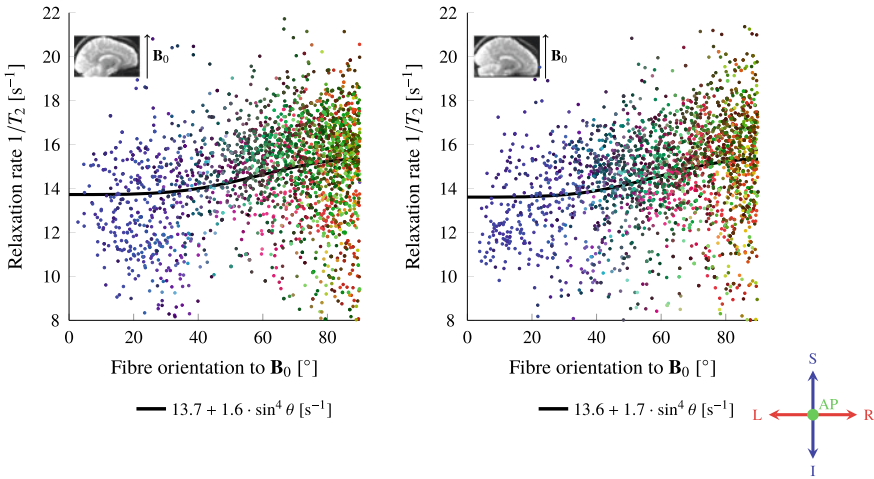 22
20
18
16
14
12
10
8
Relaxation rate 1/T₂ [s⁻¹]
B₀
0 20 40 60 80
Fibre orientation to B₀ [°]
13.7 + 1.6 · sin⁴ θ [s⁻¹]
22
20
18
16
14
12
10
8
Relaxation rate 1/T₂ [s⁻¹]
B₀
0 20 40 60 80
Fibre orientation to B₀ [°]
13.6 + 1.7 · sin⁴ θ [s⁻¹]
S
AP
L R
I